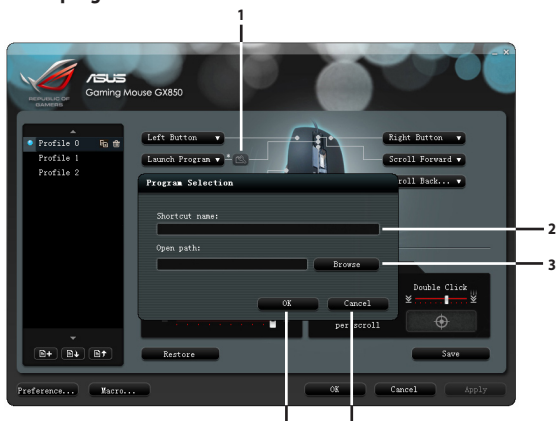 1
REPUBLIC OF GAMERS
ASUS
Gaming Mouse GX850
Profile 0
Profile 1
Profile 2
Left Button
Right Button
Launch Program
Scroll Forward
roll Back...
Program Selection
Shortcut name:
2
Open path:
Browse
3
Double Click
OK
Cancel
per scroll
Restore
Save
Preference...
Macro...
OK
Cancel
Apply